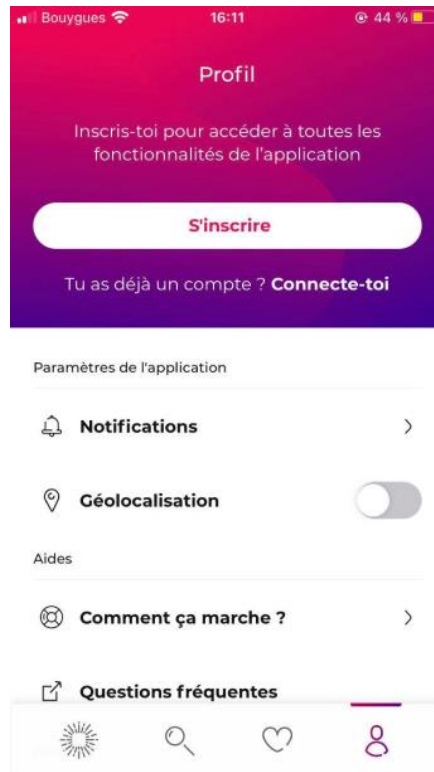 Bouygues 16:11 44 %
Profil
Inscris-toi pour accéder à toutes les
fonctionnalités de l'application
S'inscrire
Tu as déjà un compte ? Connecte-toi
Paramètres de l'application
Notifications
Géolocalisation
Aides
Comment ça marche ?
Questions fréquentes